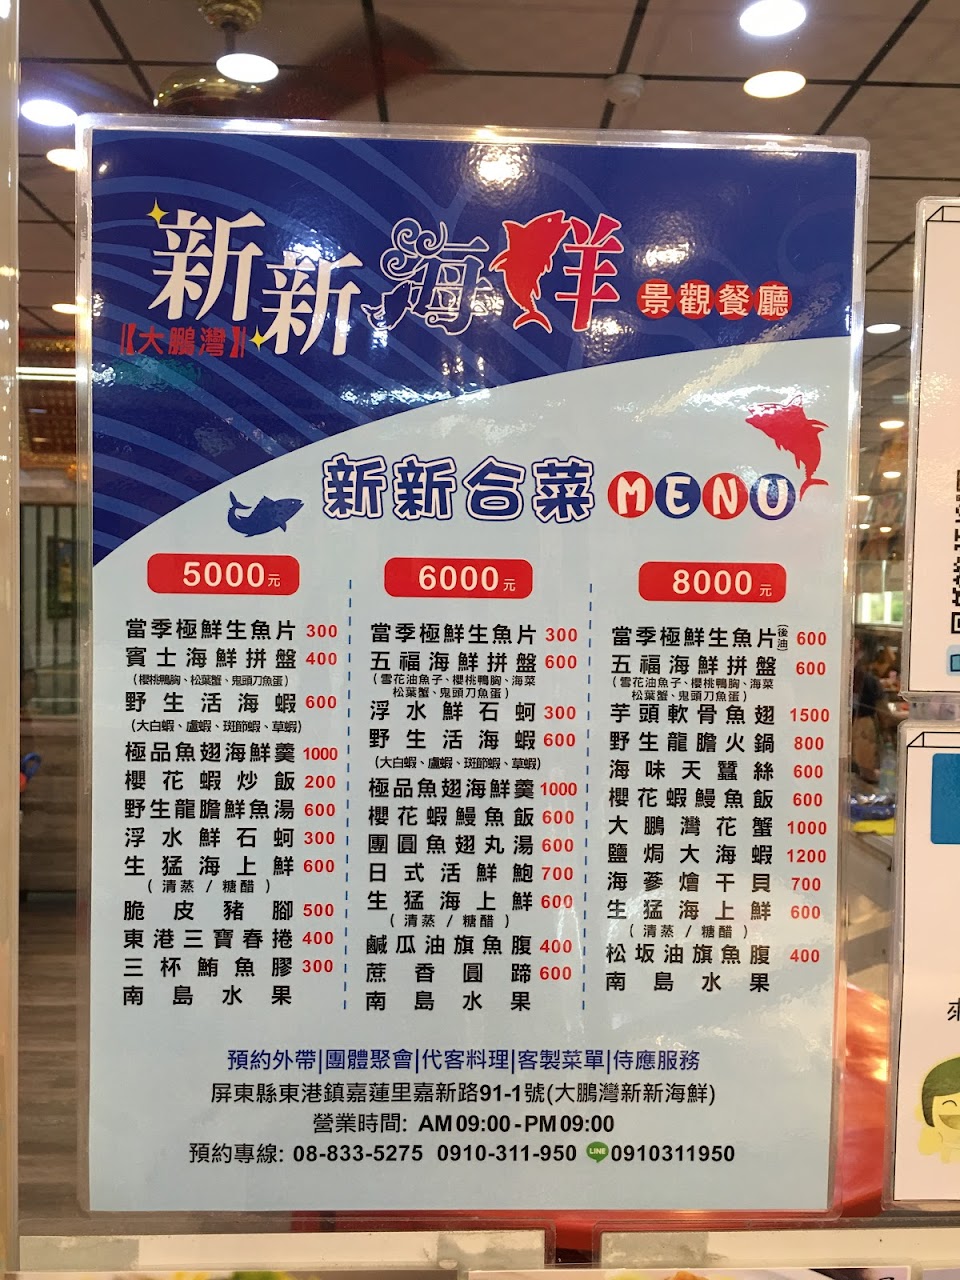 新新海洋
景觀餐廳
【大鵬灣】
新新合菜 MENU
5000元
當季極鮮生魚片 300
賓士海鮮拼盤 400
(櫻桃鴨胸、松葉蟹、鬼頭刀魚蛋)
野生活海蝦 600
(大白蝦、盧蝦、斑節蝦、草蝦)
極品魚翅海鮮羹 1000
櫻花蝦炒飯 200
野生龍膽鮮魚湯 600
浮水鮮石蚵 300
生猛海上鮮 600
(清蒸/糖醋)
脆皮豬腳 500
東港三寶春捲 400
三杯鮪魚膠 300
南島水果
6000元
當季極鮮生魚片 300
五福海鮮拼盤 600
(雪花油魚子、櫻桃鴨胸、海菜
松葉蟹、鬼頭刀魚蛋)
浮水鮮石蚵 300
野生活海蝦 600
(大白蝦、盧蝦、斑節蝦、草蝦)
極品魚翅海鮮羹 1000
櫻花蝦鰻魚飯 600
團圓魚翅丸湯 600
日式活鮮鮑 700
生猛海上鮮 600
(清蒸/糖醋)
鹹瓜油旗魚腹 400
蔗香圓蹄 600
南島水果
8000元
當季極鮮生魚片(後油) 600
五福海鮮拼盤 600
(雪花油魚子、櫻桃鴨胸、海菜
松葉蟹、鬼頭刀魚蛋)
芋頭軟骨魚翅 1500
野生龍膽火鍋 800
海味天蠶絲 600
櫻花蝦鰻魚飯 600
大鵬灣花蟹 1000
鹽焗大海蝦 1200
海蔘燴干貝 700
生猛海上鮮 600
(清蒸/糖醋)
松坂油旗魚腹 400
南島水果
預約外帶|團體聚會|代客料理|客製菜單|侍應服務
屏東縣東港鎮嘉蓮里嘉新路91-1號(大鵬灣新新海鮮)
營業時間: AM 09:00 - PM 09:00
預約專線: 08-833-5275 0910-311-950 LINE 0910311950